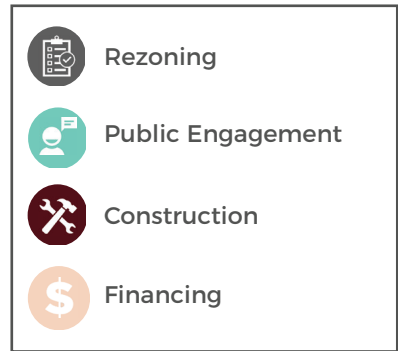 Rezoning
Public Engagement
Construction
$
Financing